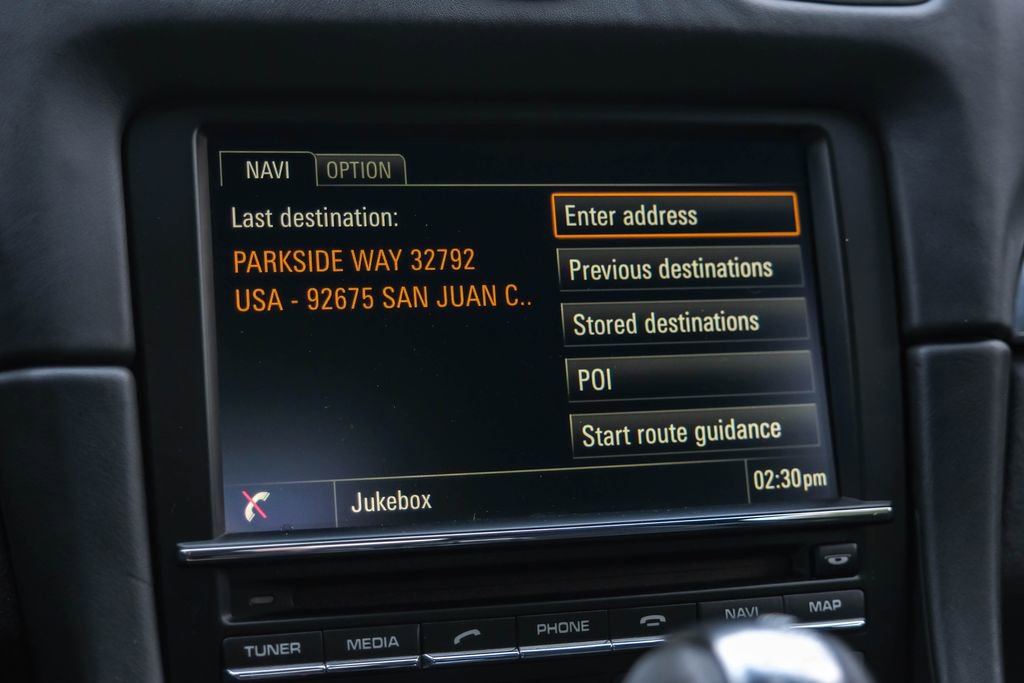 NAVI OPTION
Last destination:
PARKSIDE WAY 32792
USA - 92675 SAN JUAN C..
Enter address
Previous destinations
Stored destinations
POI
Start route guidance
Jukebox
02:30pm
TUNER MEDIA PHONE NAVI MAP